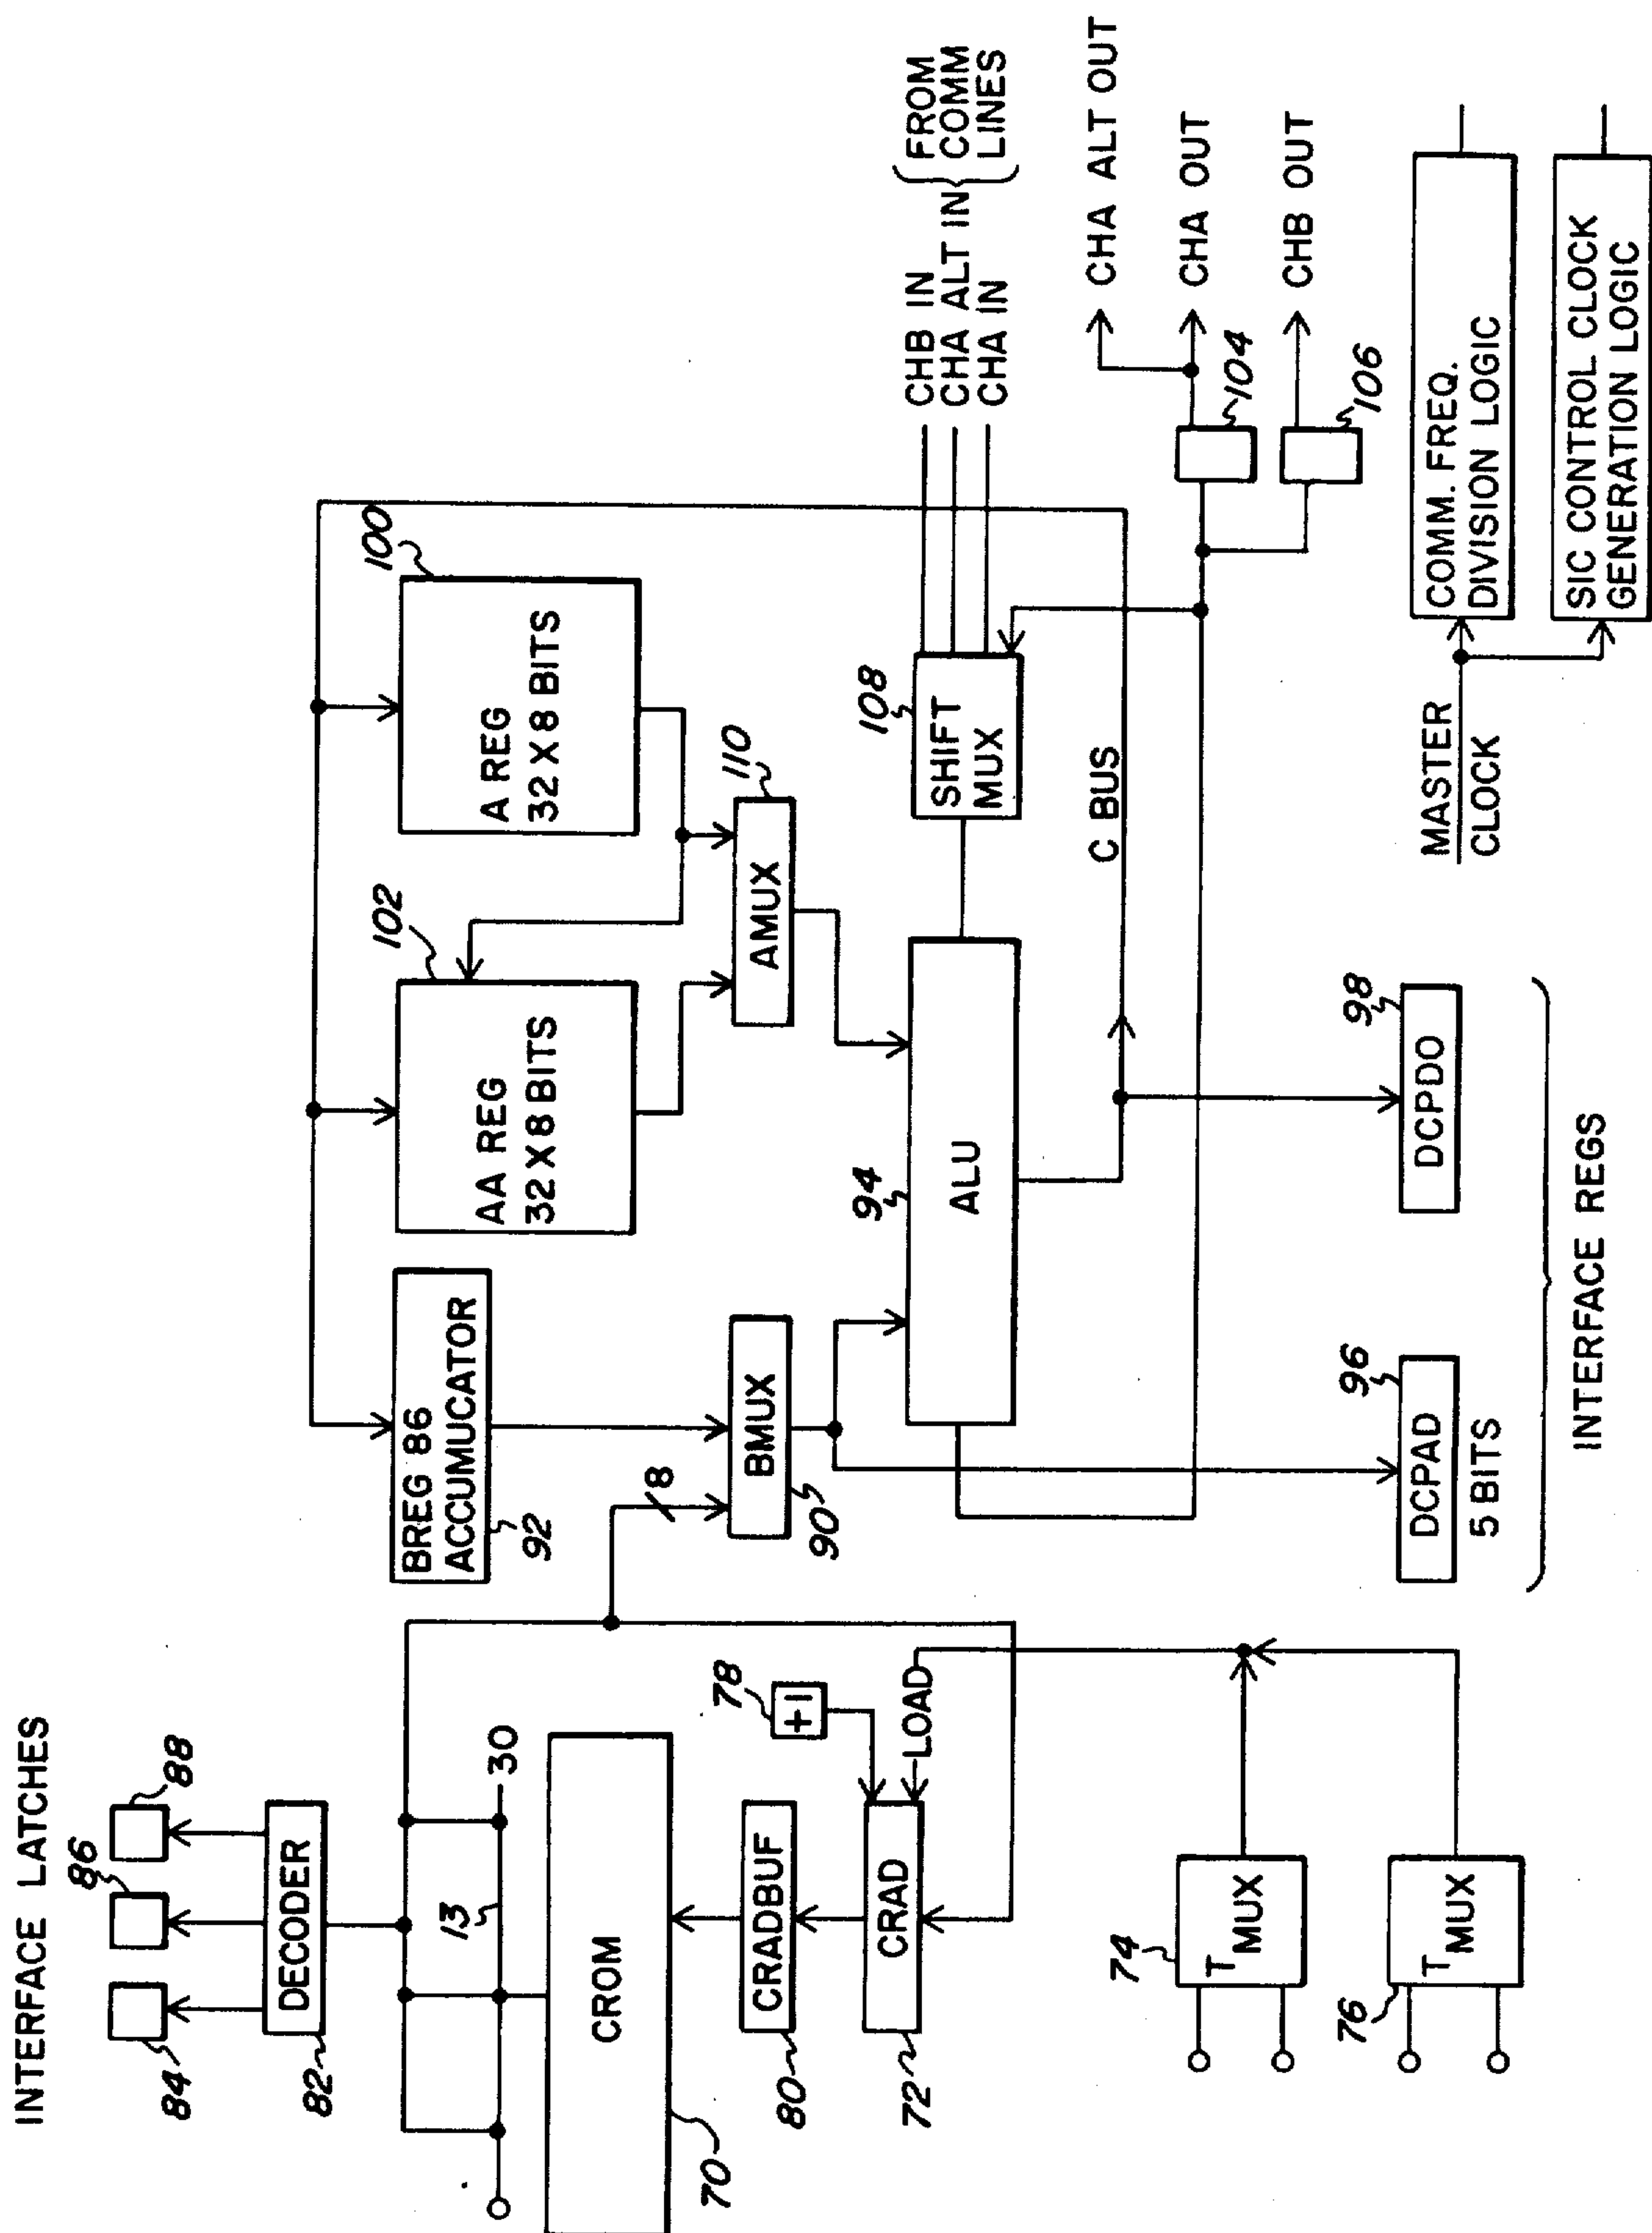 INTERFACE LATCHES
84
86
88
DECODER
82
13
30
CROM
70
CRADBUF
80
78
+1
CRAD
72
LOAD
74
T MUX
76
T MUX
BREG 86
ACCUMUCATOR
92
8
BMUX
90
102
AA REG
32 X 8 BITS
100
A REG
32 X 8 BITS
AMUX
110
94
ALU
108
SHIFT
MUX
C BUS
CHB IN
CHA ALT IN
CHA IN
FROM
COMM
LINES
CHA ALT OUT
CHA OUT
CHB OUT
104
106
96
DCPAD
5 BITS
98
DCPDO
INTERFACE REGS
MASTER
CLOCK
COMM. FREQ.
DIVISION LOGIC
SIC CONTROL CLOCK
GENERATION LOGIC